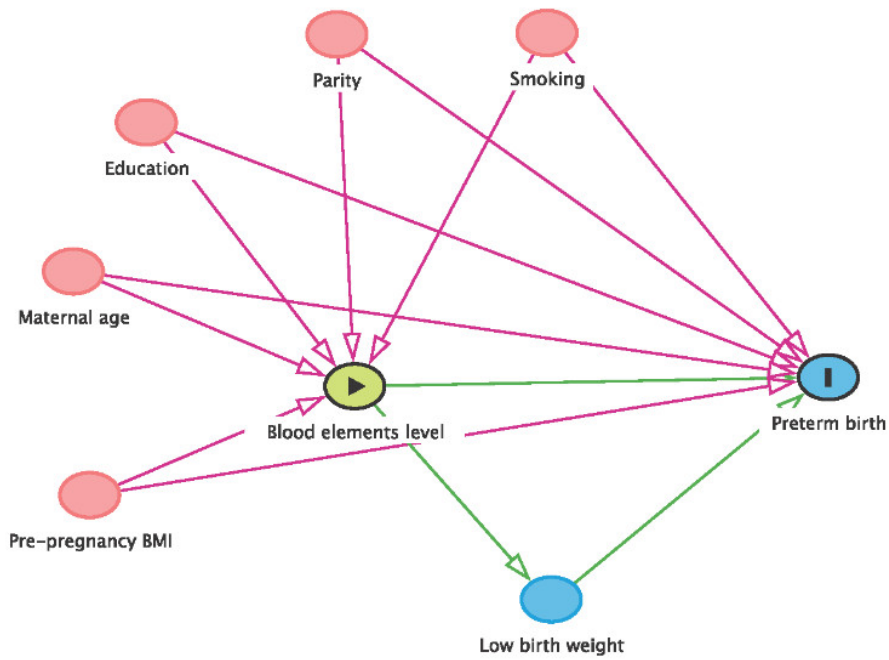 Parity
Smoking
Education
Maternal age
Blood elements level
Preterm birth
Pre-pregnancy BMI
Low birth weight